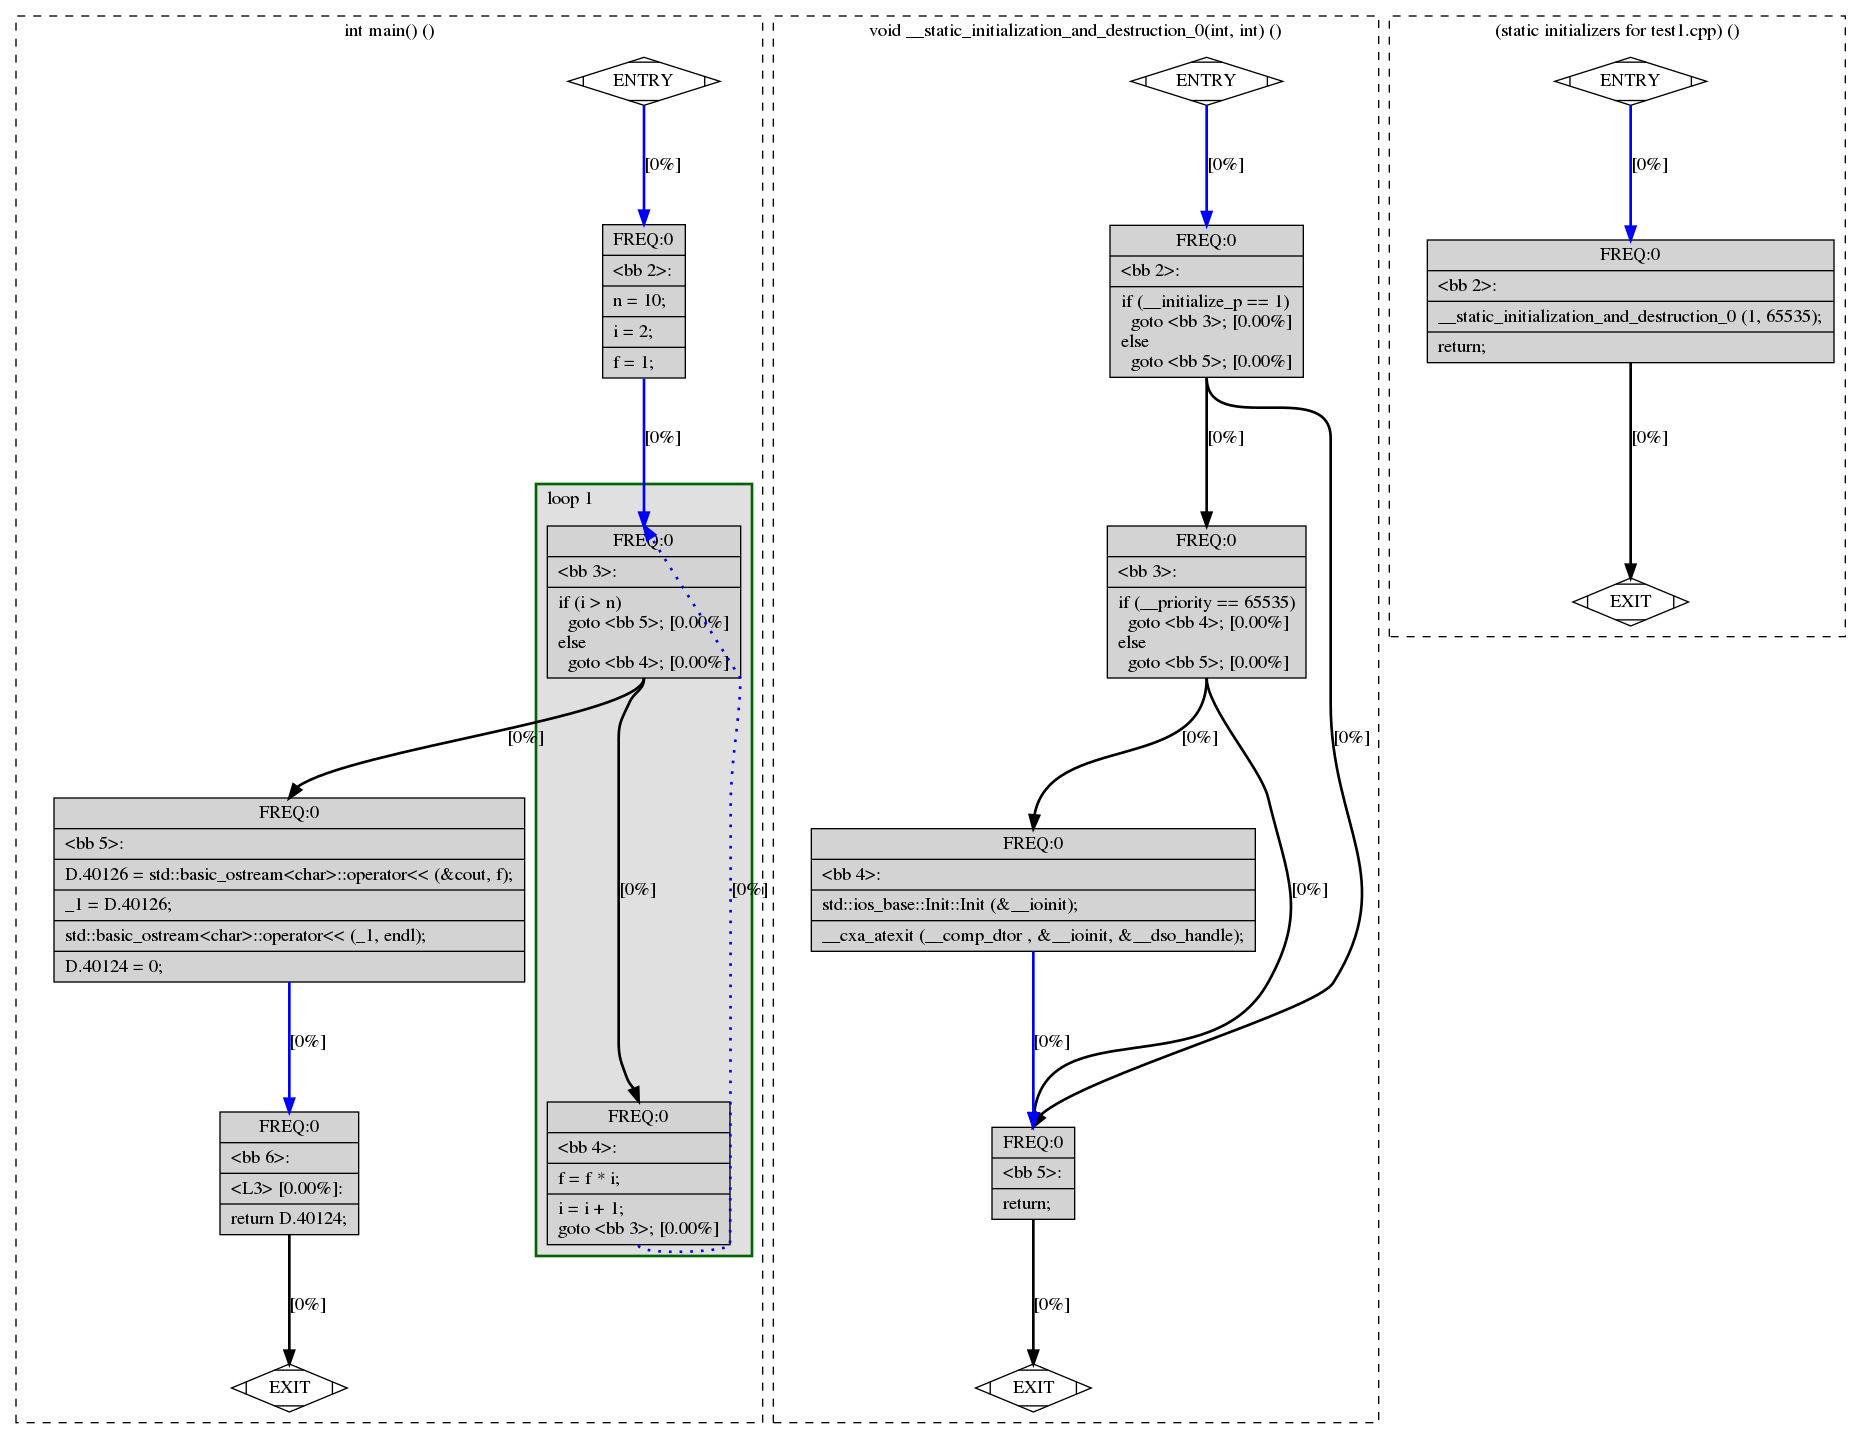 int main() ()
ENTRY
[0%]
FREQ:0
<bb 2>:
n = 10;
i = 2;
f = 1;
[0%]
loop 1
FREQ:0
<bb 3>:
if (i > n)
goto <bb 5>; [0.00%]
else
goto <bb 4>; [0.00%]
[0%]
FREQ:0
<bb 5>:
D.40126 = std::basic_ostream<char>::operator<< (&cout, f);
_1 = D.40126;
std::basic_ostream<char>::operator<< (_1, endl);
D.40124 = 0;
[0%]
[0%]
[0%]
FREQ:0
<bb 4>:
f = f * i;
i = i + 1;
goto <bb 3>; [0.00%]
FREQ:0
<bb 6>:
<L3> [0.00%]:
return D.40124;
[0%]
EXIT
void __static_initialization_and_destruction_0(int, int) ()
ENTRY
[0%]
FREQ:0
<bb 2>:
if (__initialize_p == 1)
goto <bb 3>; [0.00%]
else
goto <bb 5>; [0.00%]
[0%]
FREQ:0
<bb 3>:
if (__priority == 65535)
goto <bb 4>; [0.00%]
else
goto <bb 5>; [0.00%]
[0%]
[0%]
FREQ:0
<bb 4>:
std::ios_base::Init::Init (&__ioinit);
__cxa_atexit (__comp_dtor , &__ioinit, &__dso_handle);
[0%]
[0%]
FREQ:0
<bb 5>:
return;
[0%]
EXIT
(static initializers for test1.cpp) ()
ENTRY
[0%]
FREQ:0
<bb 2>:
__static_initialization_and_destruction_0 (1, 65535);
return;
[0%]
EXIT